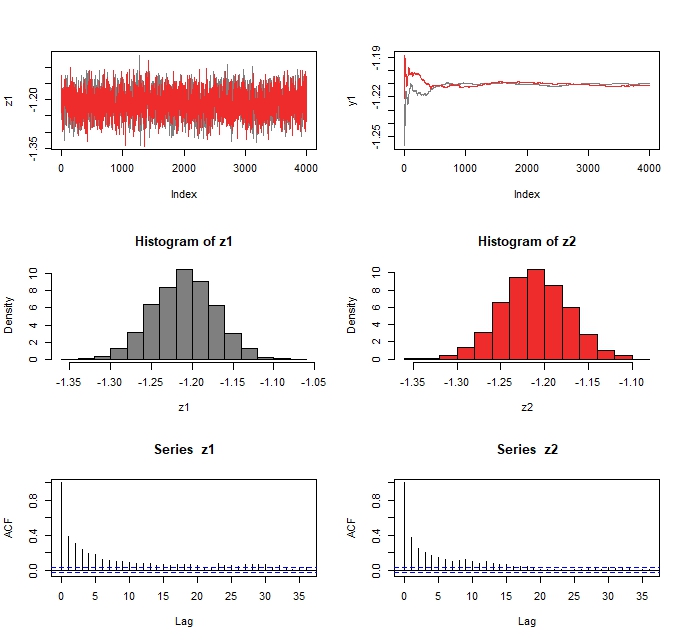 z1
-1.20
-1.35
0 1000 2000 3000 4000
Index
y1
-1.19
-1.22
-1.25
0 1000 2000 3000 4000
Index
Histogram of z1
Density
10
8
6
4
2
0
-1.35 -1.30 -1.25 -1.20 -1.15 -1.10 -1.05
z1
Histogram of z2
Density
10
8
6
4
2
0
-1.35 -1.30 -1.25 -1.20 -1.15 -1.10
z2
Series z1
ACF
0.8
0.4
0.0
0 5 10 15 20 25 30 35
Lag
Series z2
ACF
0.8
0.4
0.0
0 5 10 15 20 25 30 35
Lag